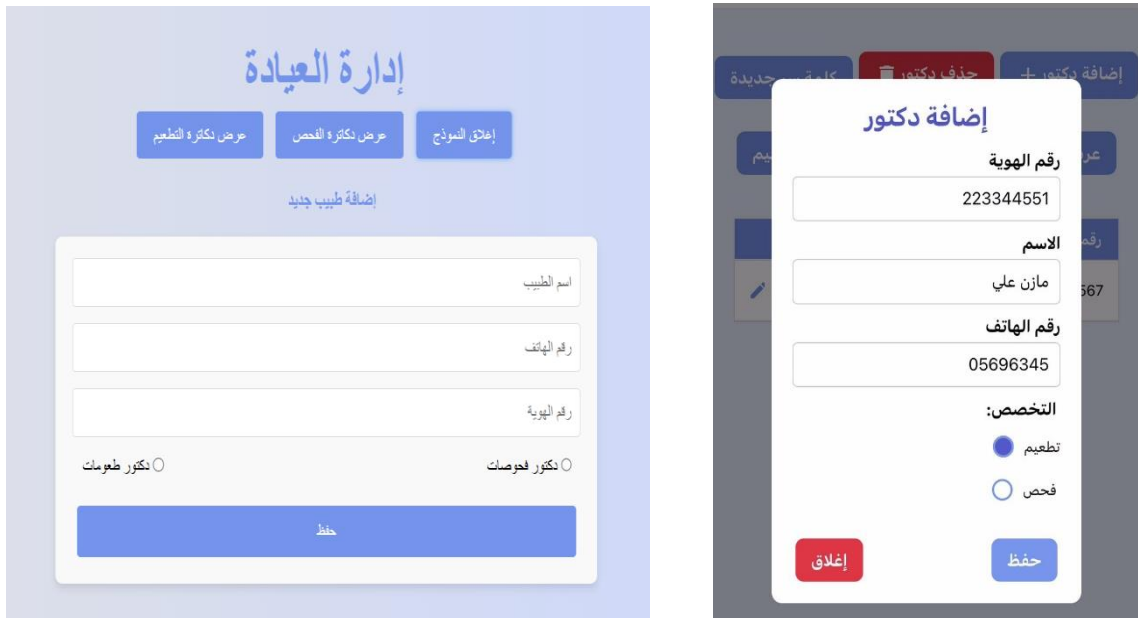 إدارة العيادة
إغلاق النموذج
عرض دكاترة الفحص
عرض دكاترة التطعيم
إضافة طبيب جديد
اسم الطبيب
رقم الهاتف
رقم الهوية
دكتور فحوصات
دكتور طعومات
حفظ
إضافة دكتور +
حذف دكتور
جديدة
إضافة دكتور
رقم الهوية
223344551
الاسم
مازن علي
رقم الهاتف
05696345
التخصص:
تطعيم
فحص
حفظ
إغلاق
567